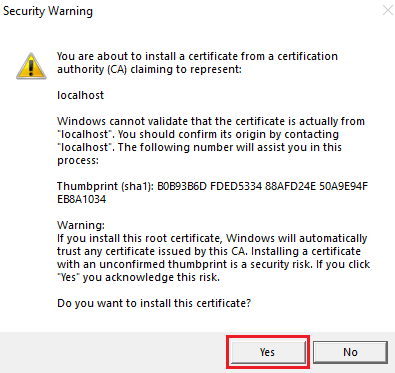 Security Warning
You are about to install a certificate from a certification
authority (CA) claiming to represent:
localhost
Windows cannot validate that the certificate is actually from
"localhost". You should confirm its origin by contacting
"localhost". The following number will assist you in this
process:
Thumbprint (sha1): B0B93B6D FDED5334 88AFD24E 50A9E94F
EB8A1034
Warning:
If you install this root certificate, Windows will automatically
trust any certificate issued by this CA. Installing a certificate
with an unconfirmed thumbprint is a security risk. If you click
"Yes" you acknowledge this risk.
Do you want to install this certificate?
Yes
No